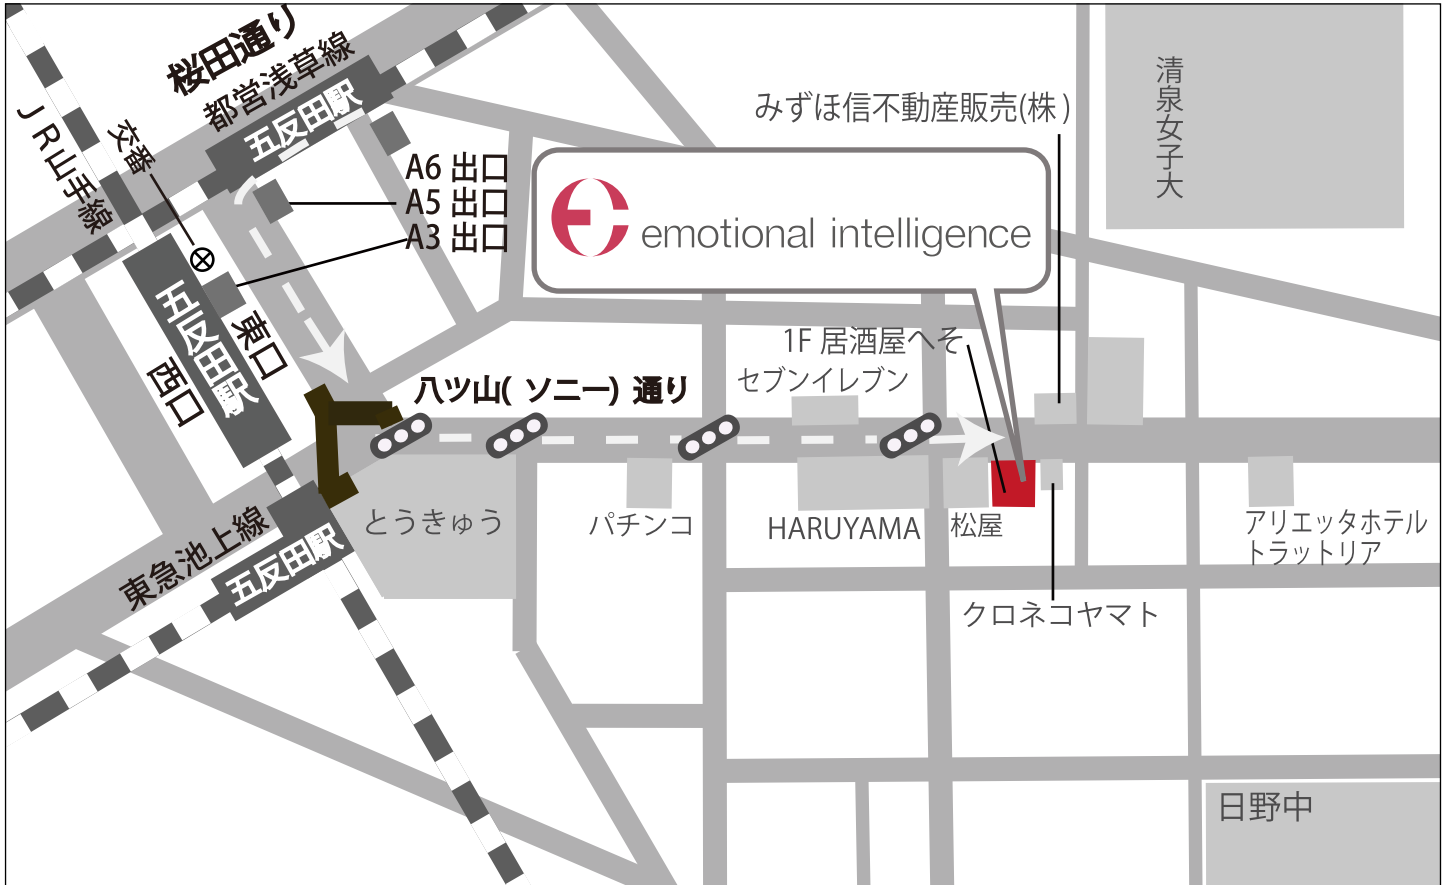 桜田通り
都営浅草線
五反田駅
JR山手線
交番
A6 出口
A5 出口
A3 出口
みずほ信不動産販売(株)
清泉女子大
emotional intelligence
五反田駅
東口
西口
1F 居酒屋へそ
セブンイレブン
八ツ山( ソニー) 通り
とうきゅう
パチンコ
HARUYAMA
松屋
アリエッタホテル
トラットリア
東急池上線
五反田駅
クロネコヤマト
日野中